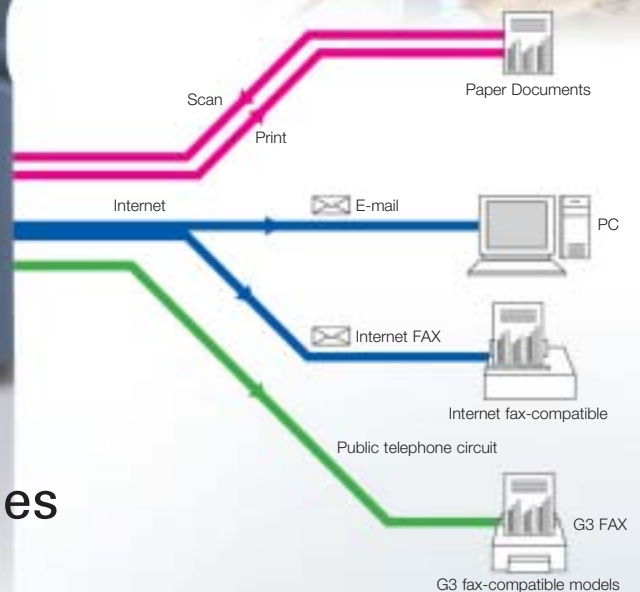 Paper Documents
Scan
Print
Internet
E-mail
PC
Internet FAX
Internet fax-compatible
Public telephone circuit
es
G3 FAX
G3 fax-compatible models